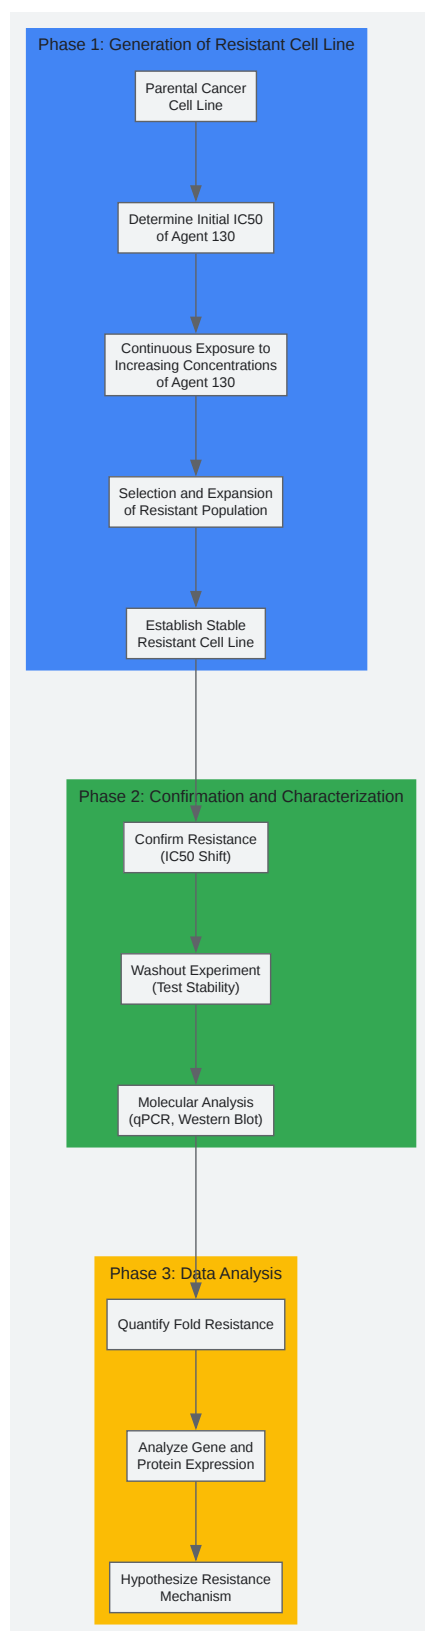 Phase 1: Generation of Resistant Cell Line
Parental Cancer
Cell Line
Determine Initial IC50
of Agent 130
Continuous Exposure to
Increasing Concentrations
of Agent 130
Selection and Expansion
of Resistant Population
Establish Stable
Resistant Cell Line
Phase 2: Confirmation and Characterization
Confirm Resistance
(IC50 Shift)
Washout Experiment
(Test Stability)
Molecular Analysis
(qPCR, Western Blot)
Phase 3: Data Analysis
Quantify Fold Resistance
Analyze Gene and
Protein Expression
Hypothesize Resistance
Mechanism